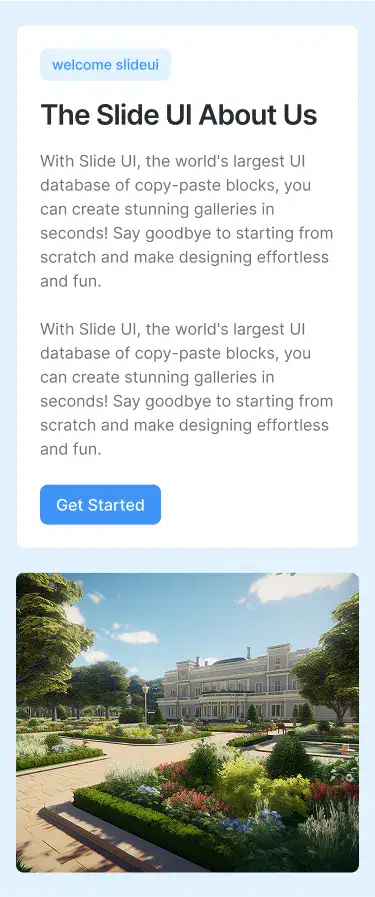 welcome slideui
The Slide UI About Us
With Slide UI, the world's largest UI
database of copy-paste blocks, you
can create stunning galleries in
seconds! Say goodbye to starting from
scratch and make designing effortless
and fun.
With Slide UI, the world's largest UI
database of copy-paste blocks, you
can create stunning galleries in
seconds! Say goodbye to starting from
scratch and make designing effortless
and fun.
Get Started